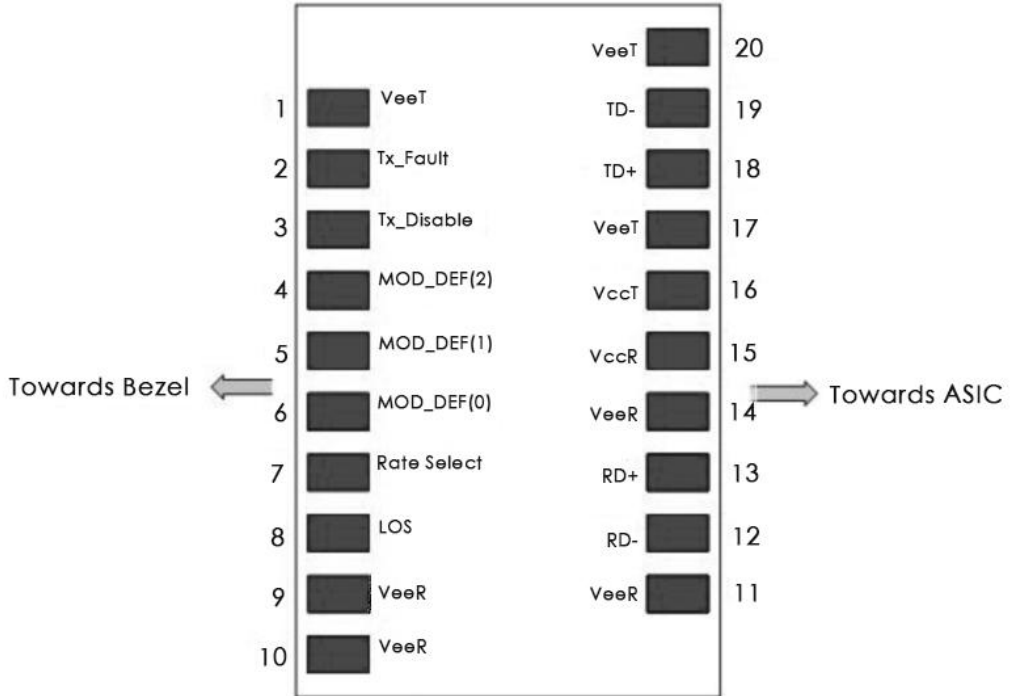 VeeT 20
1 VeeT
TD- 19
2 Tx_Fault
TD+ 18
3 Tx_Disable
VeeT 17
4 MOD_DEF(2)
VccT 16
5 MOD_DEF(1)
VccR 15
Towards Bezel
6 MOD_DEF(0)
VeeR 14
Towards ASIC
7 Rate Select
RD+ 13
8 LOS
RD- 12
9 VeeR
VeeR 11
10 VeeR